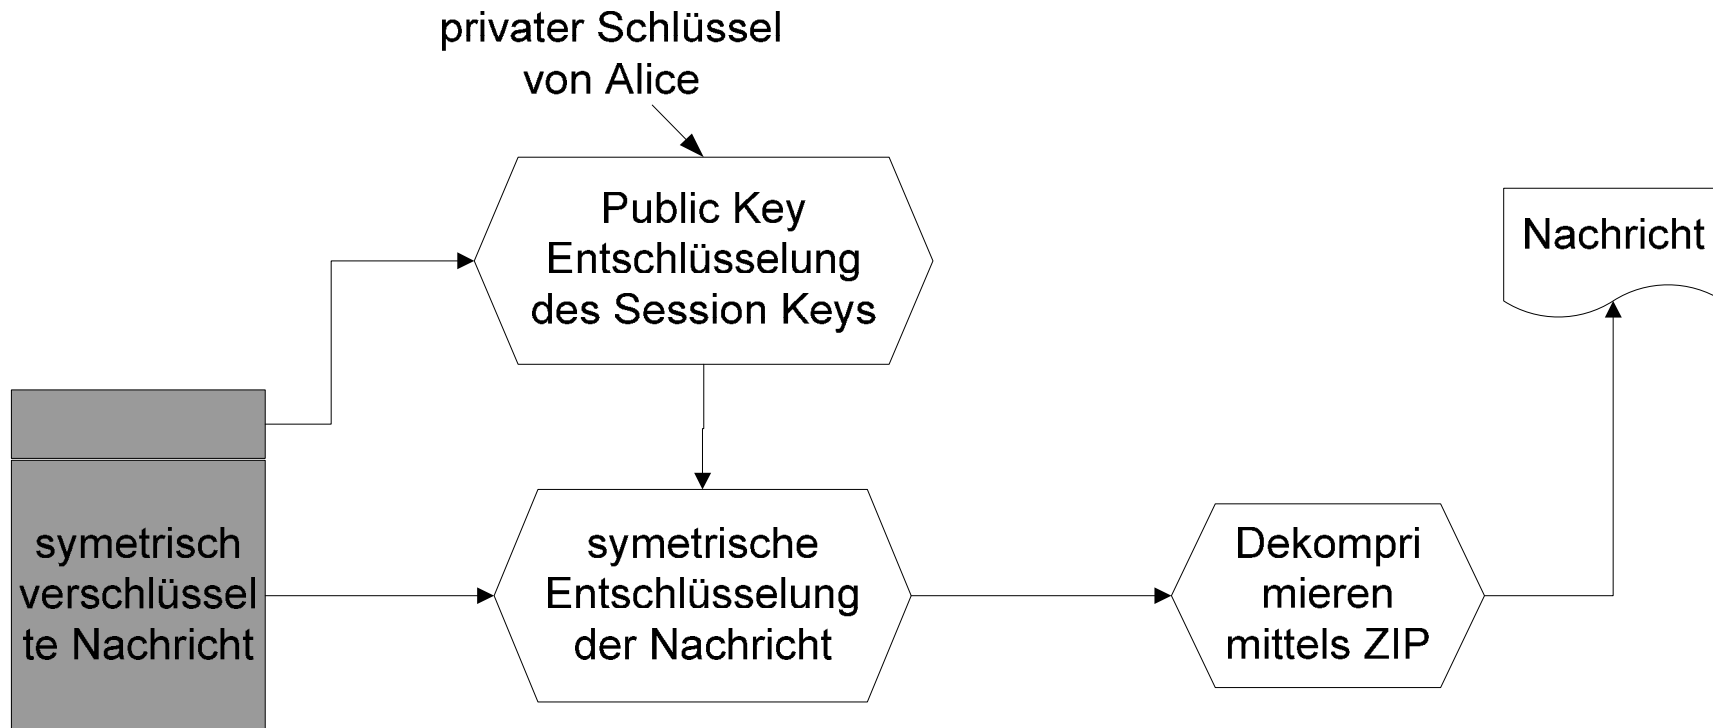 privater Schlüssel
von Alice
Public Key
Entschlüsselung
des Session Keys
Nachricht
symetrisch
verschlüssel
te Nachricht
symetrische
Entschlüsselung
der Nachricht
Dekompri
mieren
mittels ZIP